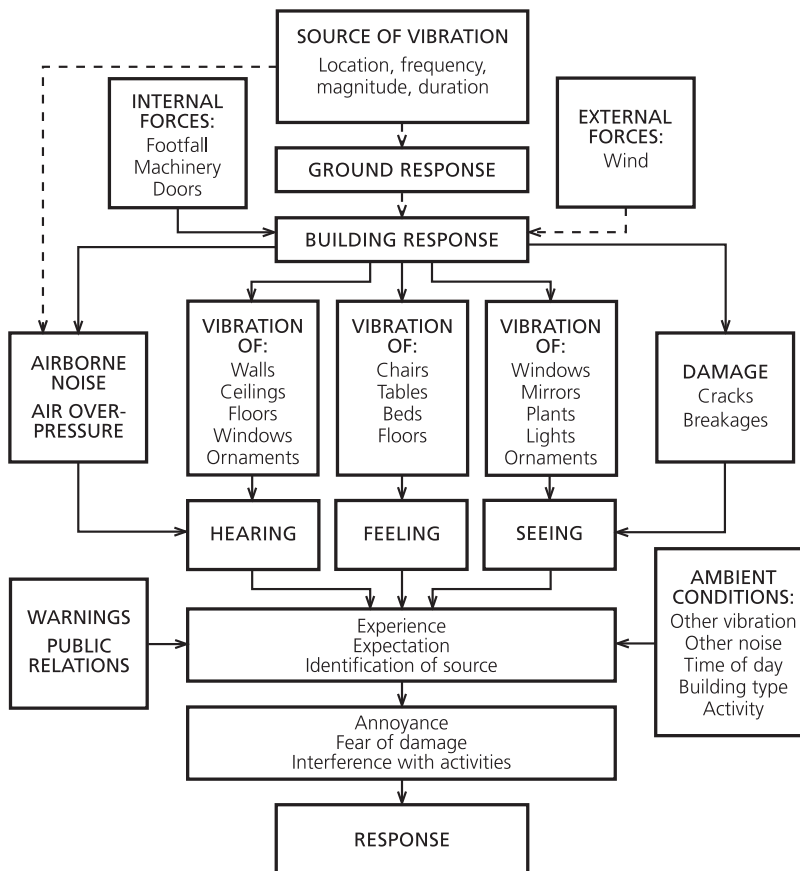 SOURCE OF VIBRATION
Location, frequency,
magnitude, duration
INTERNAL
FORCES:
Footfall
Machinery
Doors
EXTERNAL
FORCES:
Wind
GROUND RESPONSE
BUILDING RESPONSE
AIRBORNE
NOISE
AIR OVER-
PRESSURE
VIBRATION
OF:
Walls
Ceilings
Floors
Windows
Ornaments
VIBRATION
OF:
Chairs
Tables
Beds
Floors
VIBRATION
OF:
Windows
Mirrors
Plants
Lights
Ornaments
DAMAGE
Cracks
Breakages
HEARING
FEELING
SEEING
WARNINGS
PUBLIC
RELATIONS
Experience
Expectation
Identification of source
AMBIENT
CONDITIONS:
Other vibration
Other noise
Time of day
Building type
Activity
Annoyance
Fear of damage
Interference with activities
RESPONSE